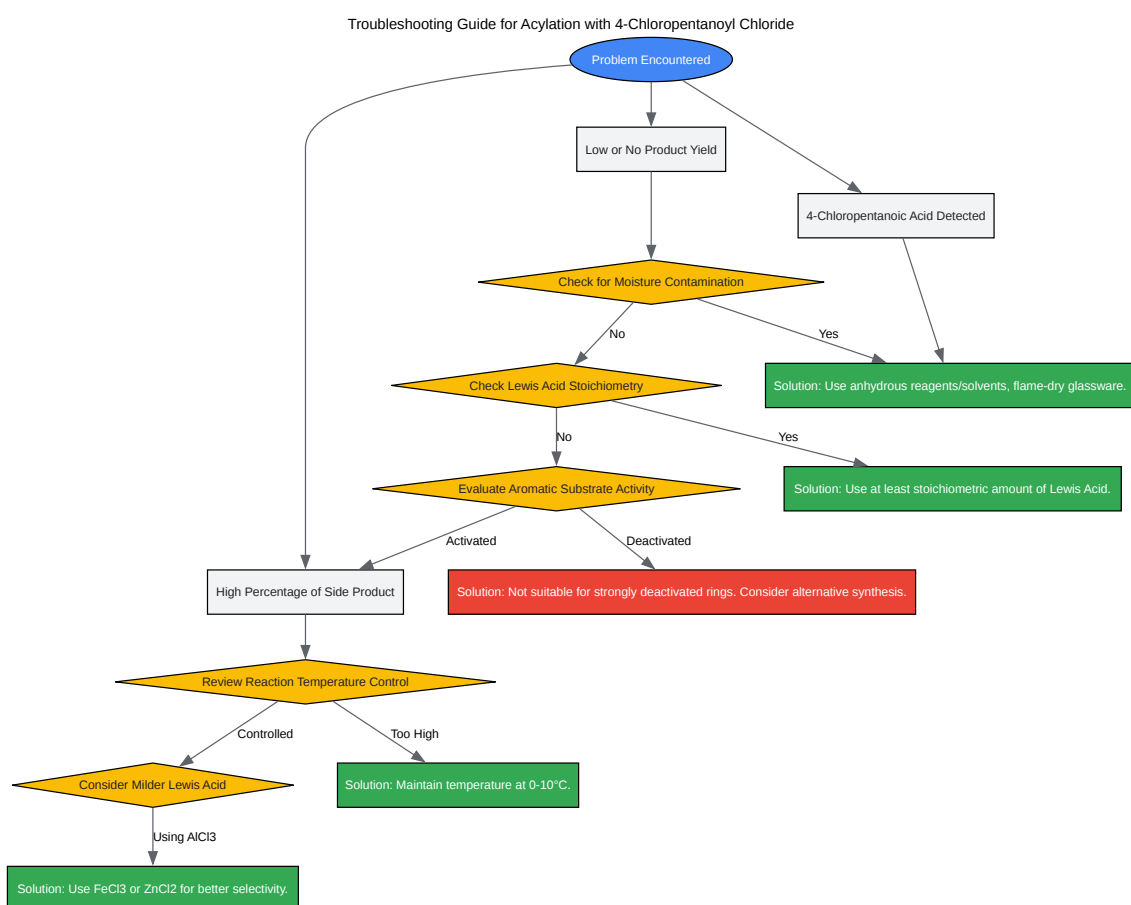 Troubleshooting Guide for Acylation with 4-Chloropentanoyl Chloride
Problem Encountered
Low or No Product Yield
4-Chloropentanoic Acid Detected
Check for Moisture Contamination
No
Yes
Check Lewis Acid Stoichiometry
Solution: Use anhydrous reagents/solvents, flame-dry glassware.
No
Yes
Evaluate Aromatic Substrate Activity
Solution: Use at least stoichiometric amount of Lewis Acid.
Activated
Deactivated
High Percentage of Side Product
Solution: Not suitable for strongly deactivated rings. Consider alternative synthesis.
Review Reaction Temperature Control
Controlled
Too High
Consider Milder Lewis Acid
Solution: Maintain temperature at 0-10°C.
Using AlCl3
Solution: Use FeCl3 or ZnCl2 for better selectivity.